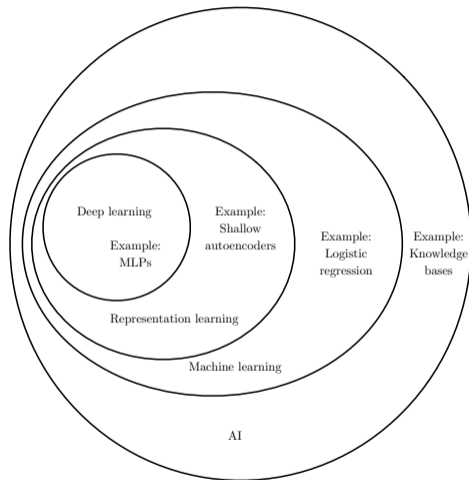 Deep learning
Example:
MLPs
Example:
Shallow
autoencoders
Example:
Logistic
regression
Example:
Knowledge
bases
Representation learning
Machine learning
AI